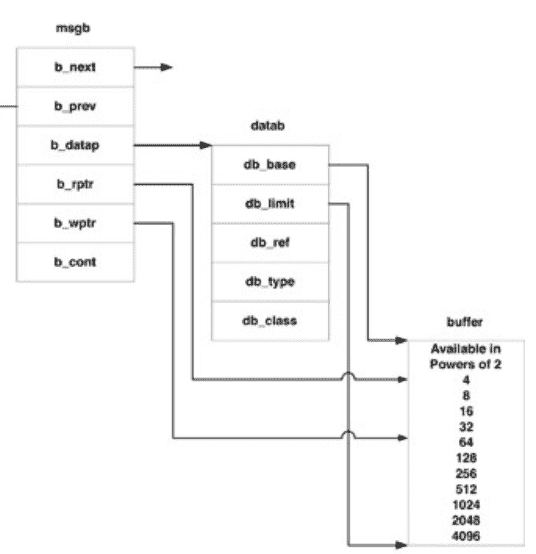 msgb
b_next
b_prev
b_datap
b_rptr
b_wptr
b_cont
datab
db_base
db_limit
db_ref
db_type
db_class
buffer
Available in
Powers of 2
4
8
16
32
64
128
256
512
1024
2048
4096